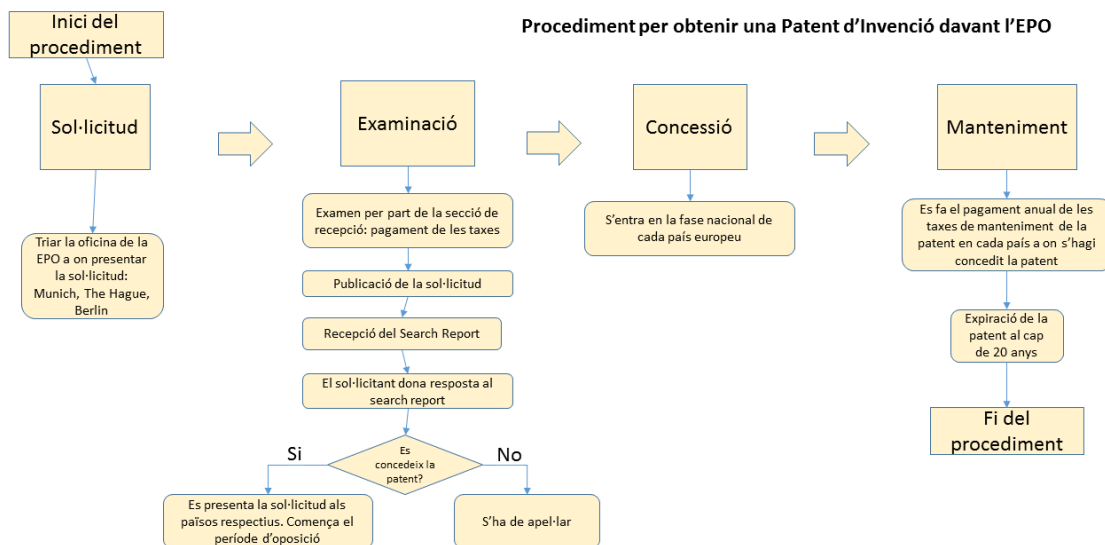 Procediment per obtenir una Patent d'Invenció davant l'EPO
Inici del
procediment
Sol·licitud
Triar la oficina de la
EPO a on presentar
la sol·licitud:
Munich, The Hague,
Berlin
Examinació
Examen per part de la secció de
recepció: pagament de les taxes
Publicació de la sol·licitud
Recepció del Search Report
El sol·licitant dona resposta al
search report
Es
concedeix la
patent?
Si
No
Es presenta la sol·licitud als
països respectius. Comença el
període d'oposició
S'ha de apel·lar
Concessió
S'entra en la fase nacional de
cada país europeu
Manteniment
Es fa el pagament anual de les
taxes de manteniment de la
patent en cada país a on s'hagi
concedit la patent
Expiració de la
patent al cap
de 20 anys
Fi del
procediment